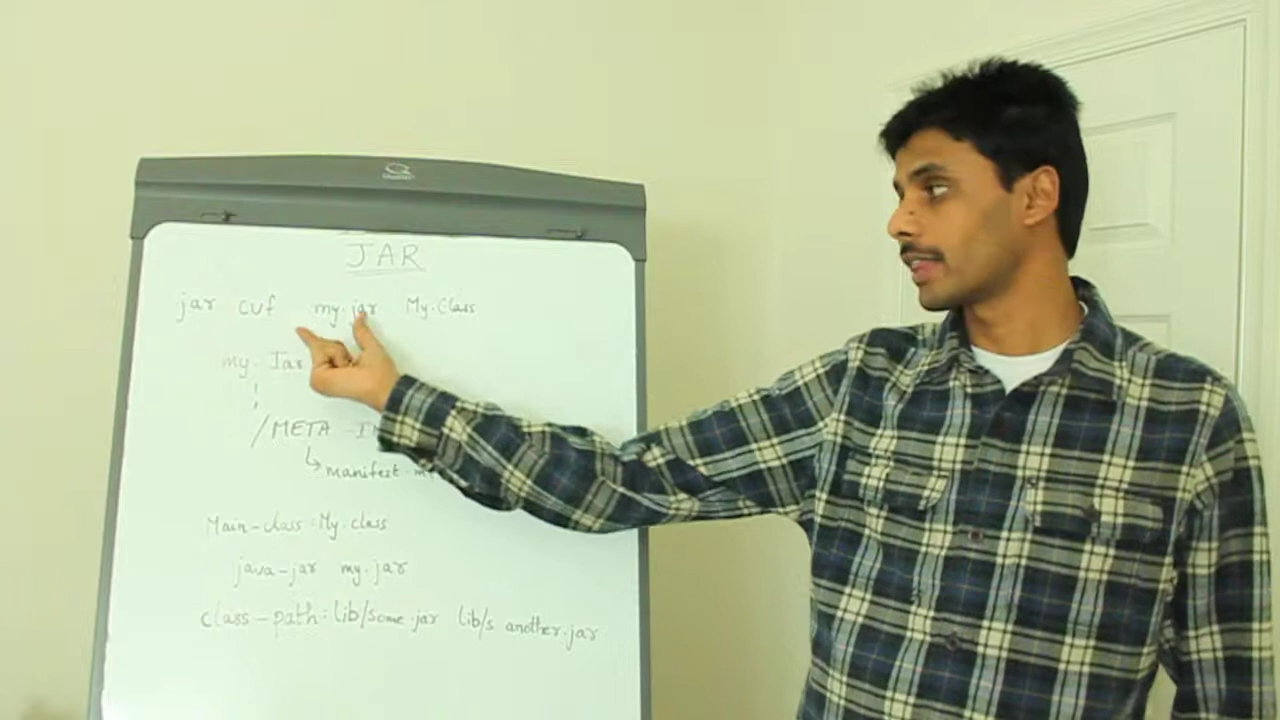 JAR
jar cvf my.jar My.Class
my. Jar
/META - I
manifest.m
Main-class: My.class
java-jar my.jar
class-path: lib/some.jar lib/s another.jar